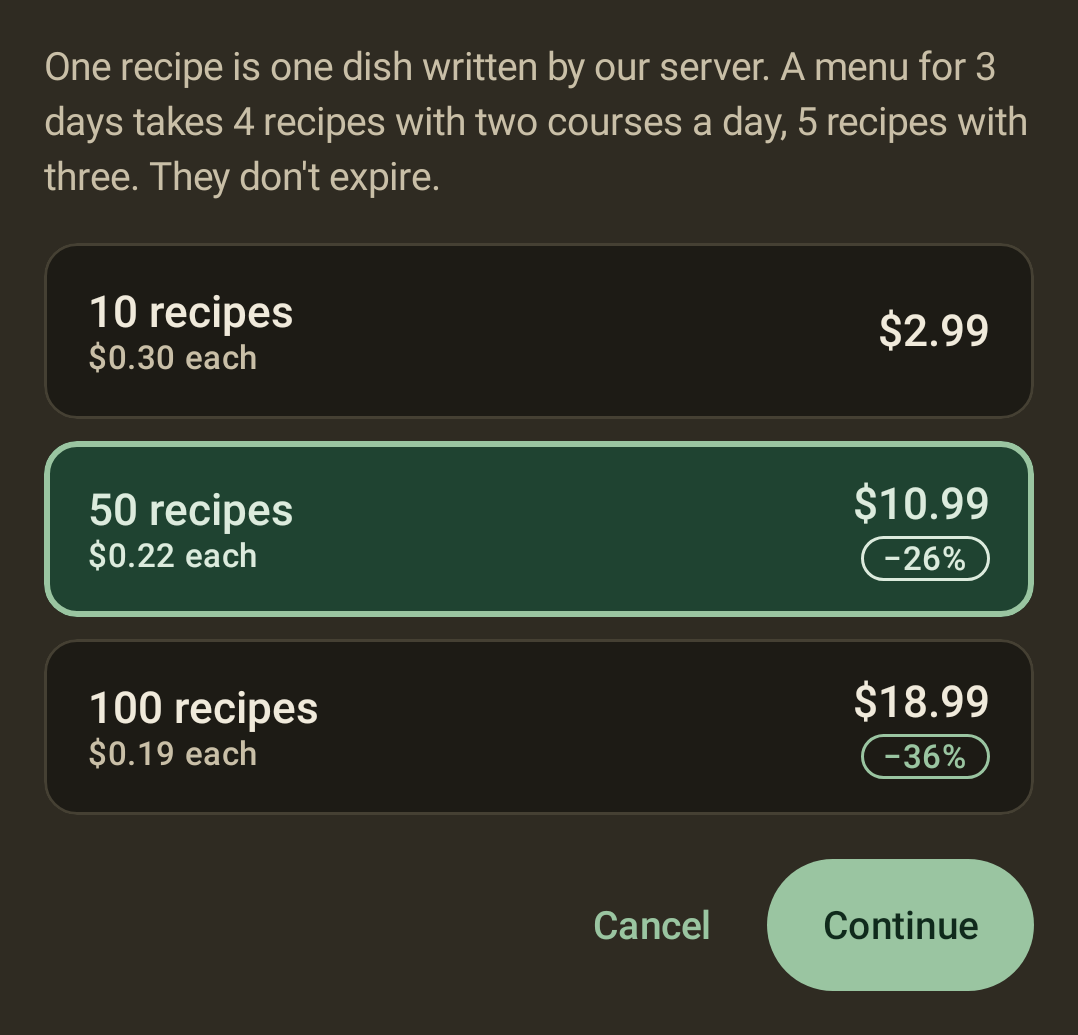 One recipe is one dish written by our server. A menu for 3
days takes 4 recipes with two courses a day, 5 recipes with
three. They don't expire.
10 recipes
$0.30 each
$2.99
50 recipes
$0.22 each
$10.99
−26%
100 recipes
$0.19 each
$18.99
−36%
Cancel
Continue